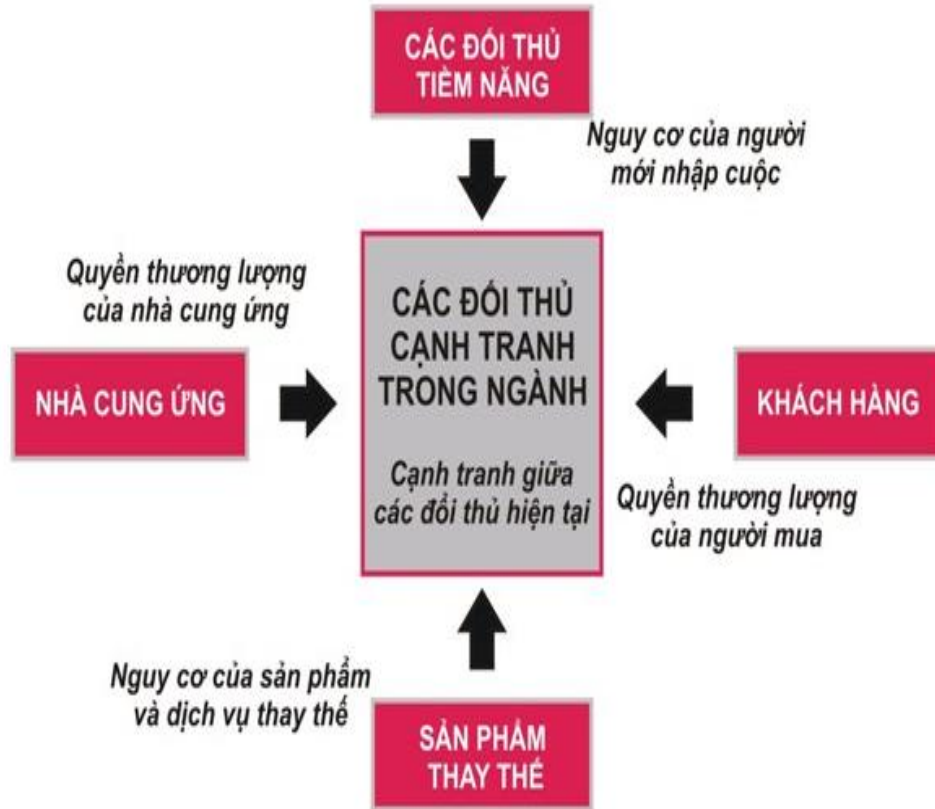 CÁC ĐỐI THỦ
TIỀM NĂNG
Nguy cơ của người
mới nhập cuộc
Quyền thương lượng
của nhà cung ứng
NHÀ CUNG ỨNG
CÁC ĐỐI THỦ
CẠNH TRANH
TRONG NGÀNH
Cạnh tranh giữa
các đổi thủ hiện tại
KHÁCH HÀNG
Quyền thương lượng
của người mua
Nguy cơ của sản phẩm
và dịch vụ thay thế
SẢN PHẨM
THAY THẾ